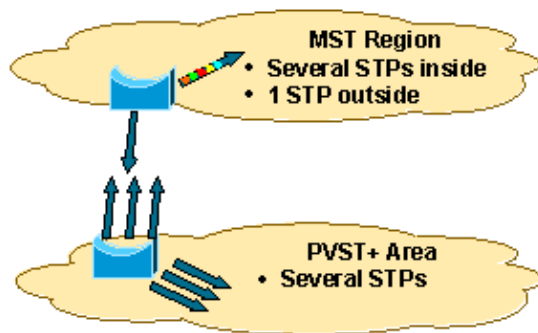 MST Region
• Several STPs inside
• 1 STP outside
PVST+ Area
• Several STPs